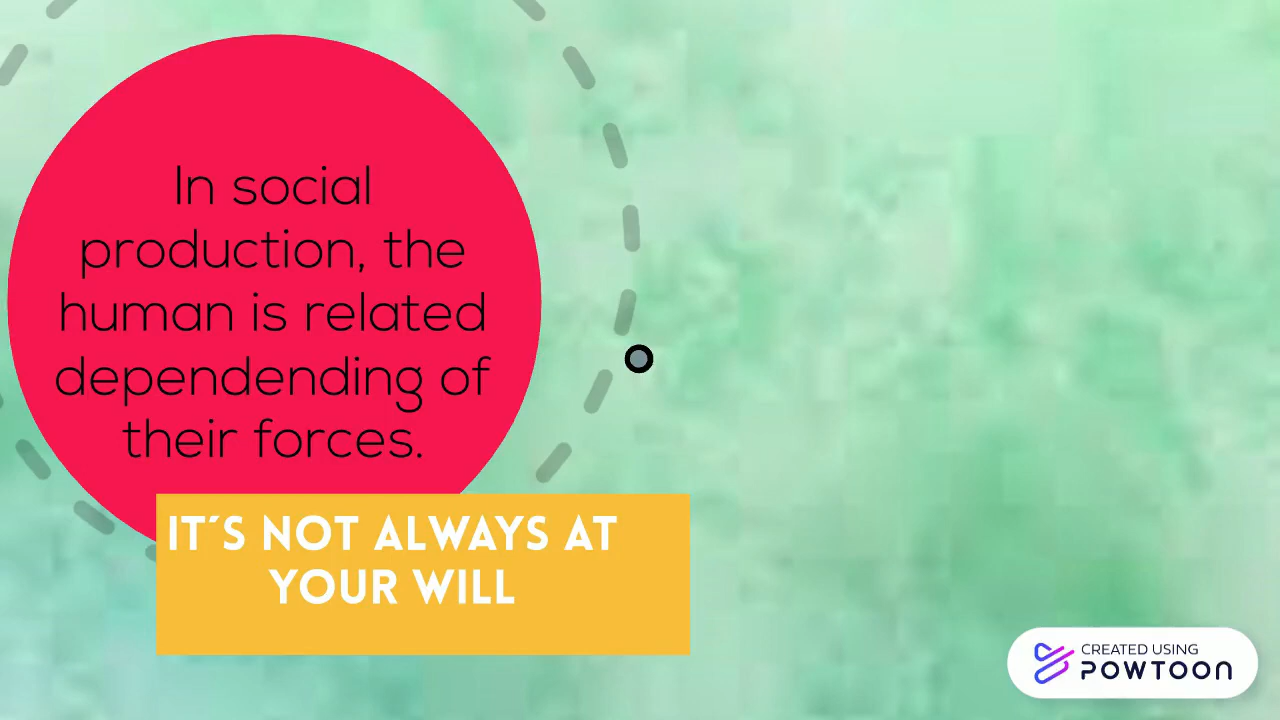 In social
production, the
human is related
dependending of
their forces.
IT´S NOT ALWAYS AT
YOUR WILL
CREATED USING
POWTOON